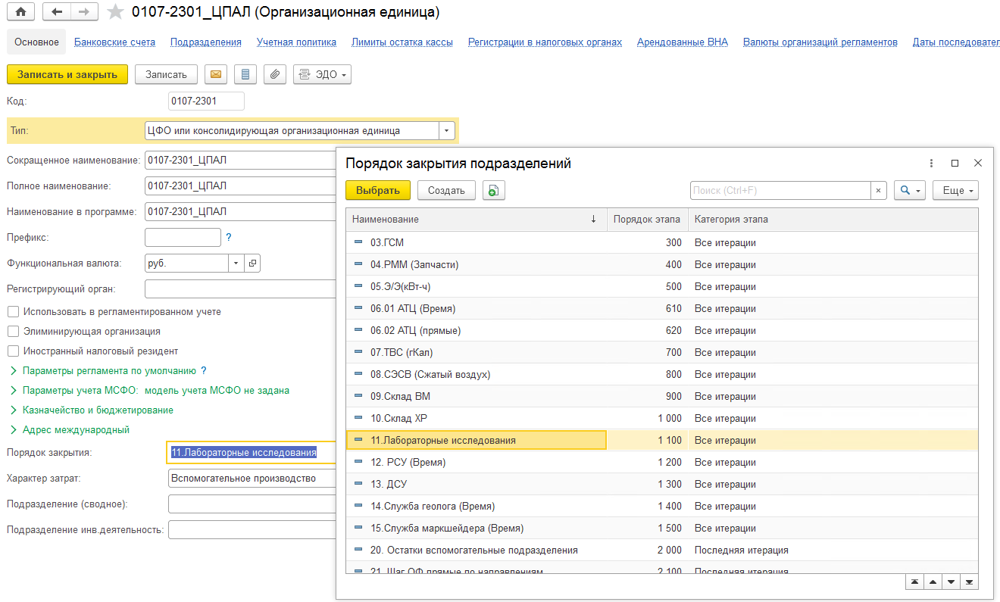 0107-2301_ЦПАЛ (Организационная единица)
Основное Банковские счета Подразделения Учетная политика Лимиты остатка кассы Регистрации в налоговых органах Арендованные ВНА Валюты организаций регламентов Даты последовател
Записать и закрыть Записать ЭДО
Код: 0107-2301
Тип: ЦФО или консолидирующая организационная единица
Сокращенное наименование: 0107-2301_ЦПАЛ
Полное наименование: 0107-2301_ЦПАЛ
Наименование в программе: 0107-2301_ЦПАЛ
Префикс: ?
Функциональная валюта: руб.
Регистрирующий орган:
Использовать в регламентированном учете
Элиминирующая организация
Иностранный налоговый резидент
Параметры регламента по умолчанию ?
Параметры учета МСФО: модель учета МСФО не задана
Казначейство и бюджетирование
Адрес международный
Порядок закрытия: 11.Лабораторные исследования
Характер затрат: Вспомогательное производство
Подразделение (сводное):
Подразделение инв.деятельность:
Порядок закрытия подразделений
Выбрать Создать Поиск (Ctrl+F) × Еще
Наименование ↓ Порядок этапа Категория этапа
03.ГСМ 300 Все итерации
04.РММ (Запчасти) 400 Все итерации
05.Э/Э(кВт-ч) 500 Все итерации
06.01 АТЦ (Время) 610 Все итерации
06.02 АТЦ (прямые) 620 Все итерации
07.ТВС (гКал) 700 Все итерации
08.СЭСВ (Сжатый воздух) 800 Все итерации
09.Склад ВМ 900 Все итерации
10.Склад ХР 1 000 Все итерации
11.Лабораторные исследования 1 100 Все итерации
12. РСУ (Время) 1 200 Все итерации
13. ДСУ 1 300 Все итерации
14.Служба геолога (Время) 1 400 Все итерации
15.Служба маркшейдера (Время) 1 500 Все итерации
20. Остатки вспомогательные подразделения 2 000 Последняя итерация
21. Шаг ОФ прямые по направлениям 2 100 Последняя итерация